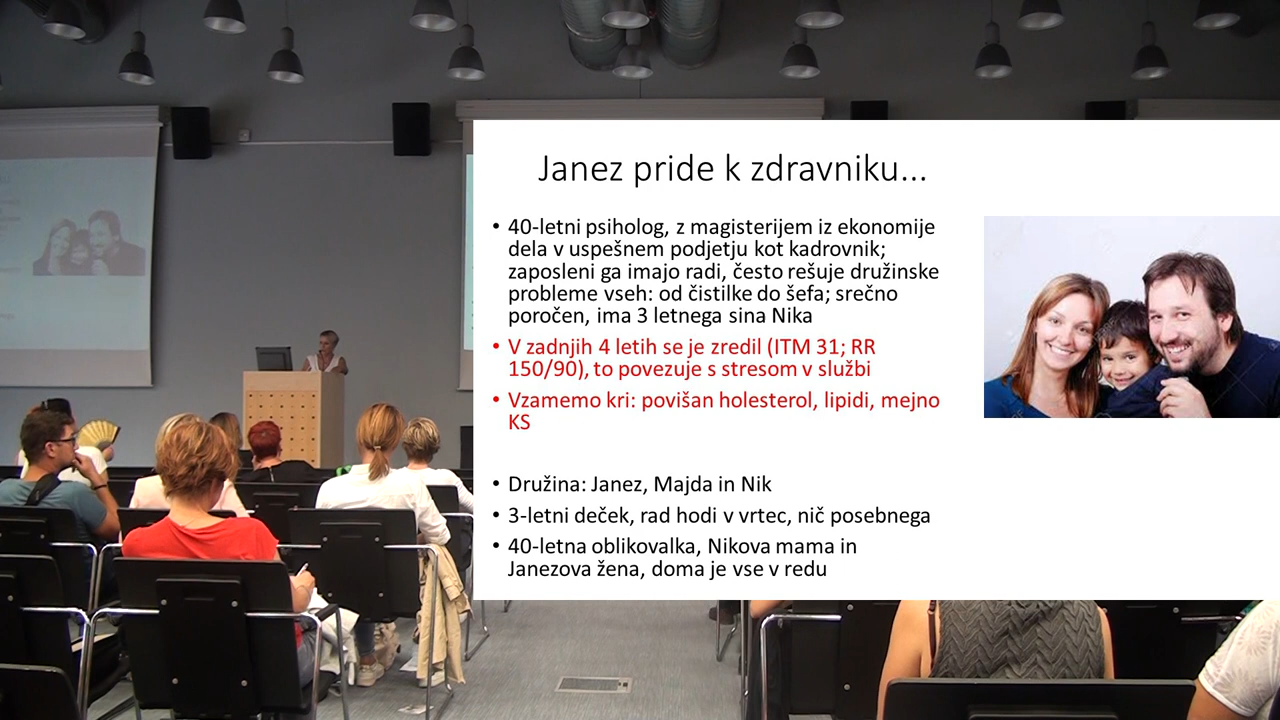 Janez pride k zdravniku...
• 40-letni psiholog, z magisterijem iz ekonomije
dela v uspešnem podjetju kot kadrovnik;
zaposleni ga imajo radi, često rešuje družinske
probleme vseh: od čistilke do šefa; srečno
poročen, ima 3 letnega sina Nika
• V zadnjih 4 letih se je zredil (ITM 31; RR
150/90), to povezuje s stresom v službi
• Vzamemo kri: povišan holesterol, lipidi, mejno
KS
• Družina: Janez, Majda in Nik
• 3-letni deček, rad hodi v vrtec, nič posebnega
• 40-letna oblikovalka, Nikova mama in
Janezova žena, doma je vse v redu